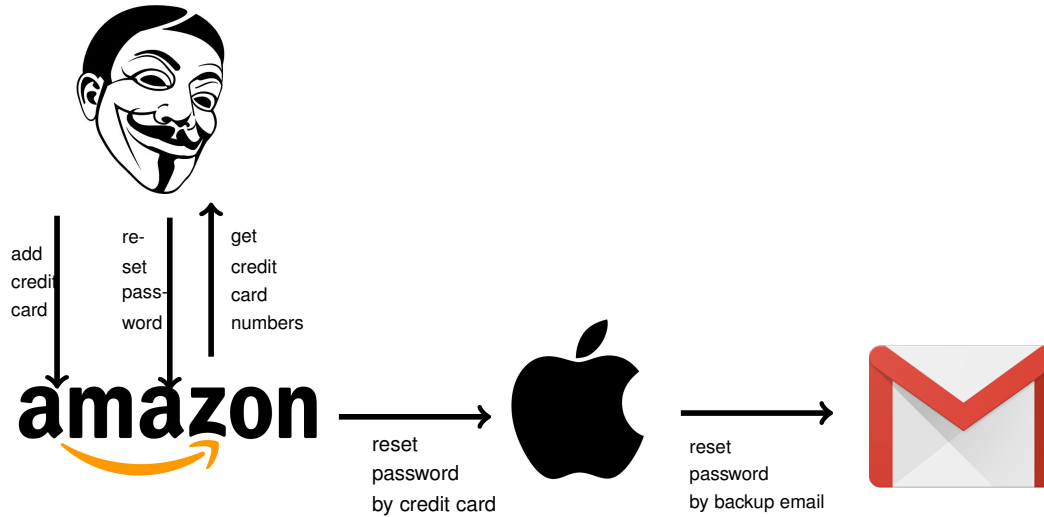 add
credit
card
re-
set
pass-
word
get
credit
card
numbers
amazon
reset
password
by credit card
reset
password
by backup email